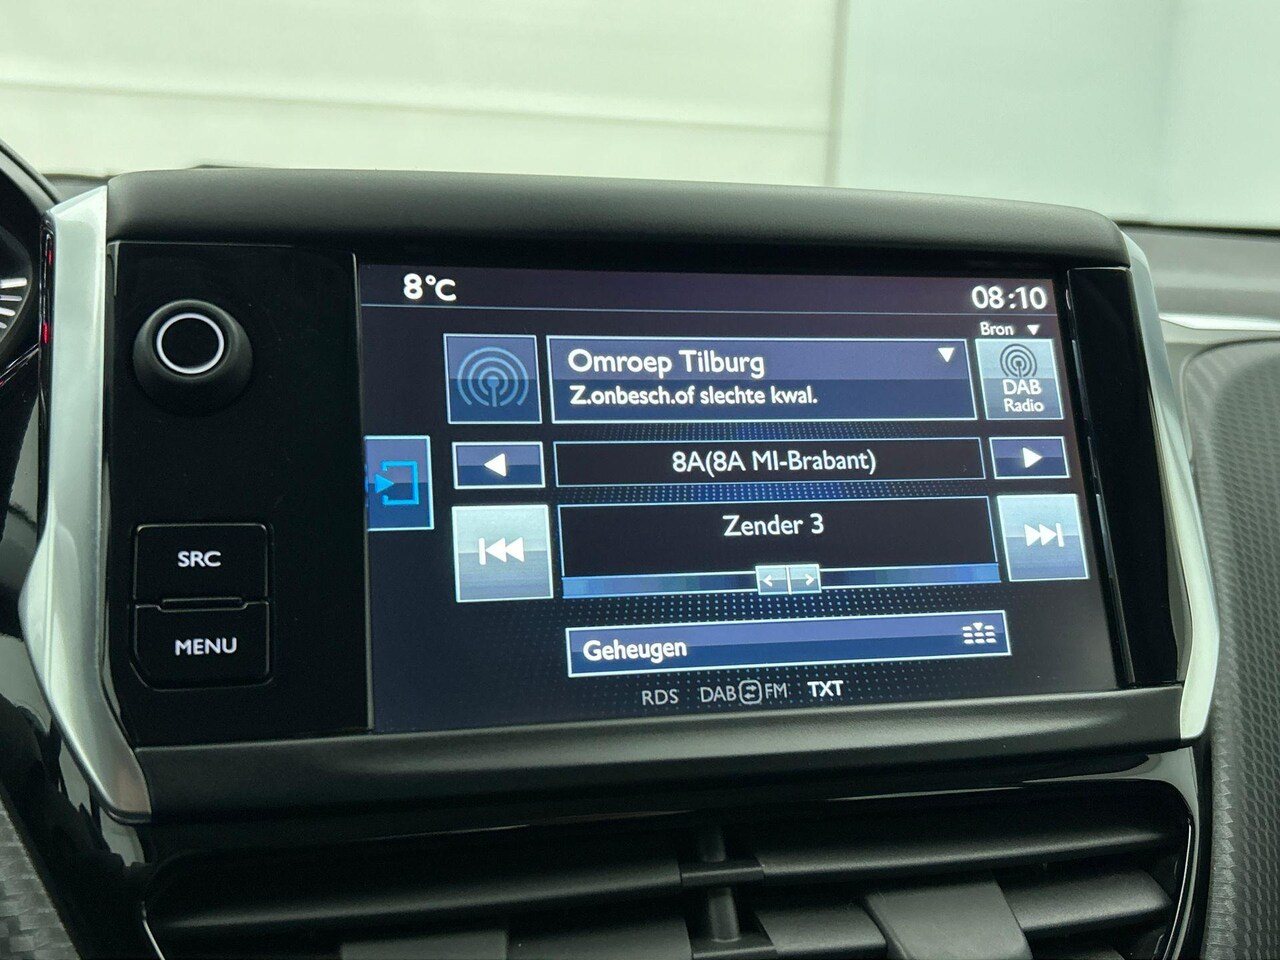 8°C
08:10
Bron
Omroep Tilburg
Z.onbesch.of slechte kwal.
DAB
Radio
8A(8A MI-Brabant)
Zender 3
SRC
MENU
Geheugen
RDS DAB FM TXT